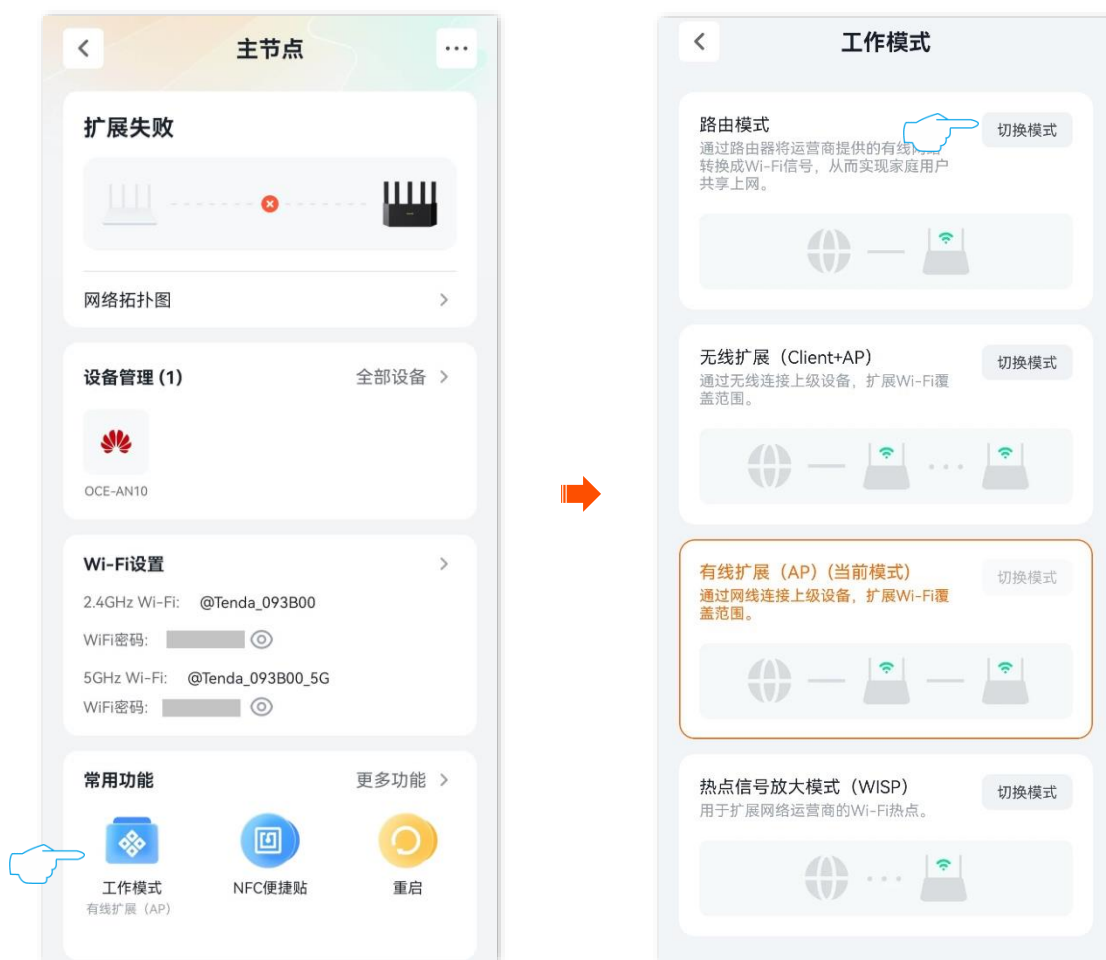 主节点
扩展失败
网络拓扑图
设备管理 (1)
全部设备
OCE-AN10
Wi-Fi设置
2.4GHz Wi-Fi: @Tenda_093B00
WiFi密码:
5GHz Wi-Fi: @Tenda_093B00_5G
WiFi密码:
常用功能
更多功能
工作模式
有线扩展（AP）
NFC便捷贴
重启
工作模式
路由模式
切换模式
通过路由器将运营商提供的有线网络
转换成Wi-Fi信号，从而实现家庭用户
共享上网。
无线扩展（Client+AP）
切换模式
通过无线连接上级设备，扩展Wi-Fi覆
盖范围。
有线扩展（AP）(当前模式)
切换模式
通过网线连接上级设备，扩展Wi-Fi覆
盖范围。
热点信号放大模式（WISP）
切换模式
用于扩展网络运营商的Wi-Fi热点。